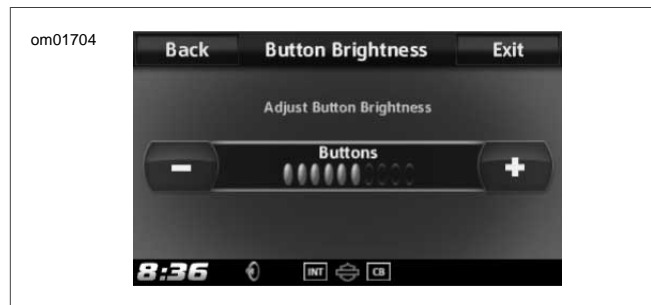 om01704
Back Button Brightness Exit
Adjust Button Brightness
Buttons
− +
8:36 INT CB